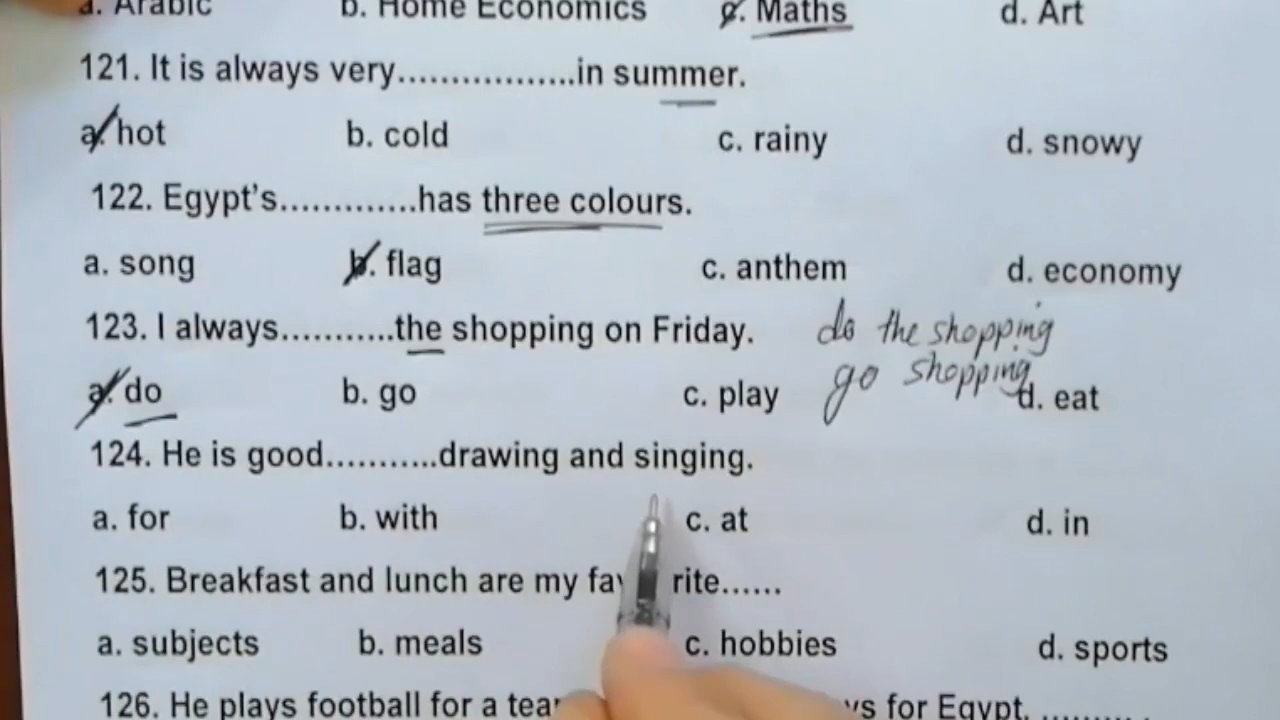 a. Arabic b. Home Economics c. Maths d. Art
121. It is always very.................in summer.
a. hot b. cold c. rainy d. snowy
122. Egypt's.............has three colours.
a. song b. flag c. anthem d. economy
123. I always...........the shopping on Friday. do the shopping
go shopping
a. do b. go c. play d. eat
124. He is good...........drawing and singing.
a. for b. with c. at d. in
125. Breakfast and lunch are my fav rite......
a. subjects b. meals c. hobbies d. sports
126. He plays football for a tea for Egypt. .........